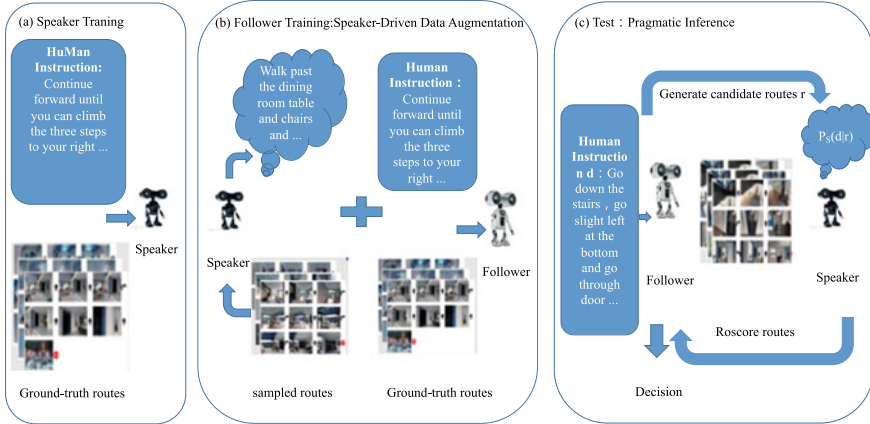 (a) Speaker Traning
HuMan
Instruction:
Continue
forward until
you can climb
the three steps
to your right ...
Speaker
Ground-truth routes
(b) Follower Training:Speaker-Driven Data Augmentation
Walk past
the dining
room table
and chairs
and ...
Human
Instruction：
Continue
forward until
you can climb
the three
steps to your
right ...
Speaker
Follower
sampled routes
Ground-truth routes
(c) Test：Pragmatic Inference
Generate candidate routes r
Human
Instructio
n d：Go
down the
stairs，go
slight left
at the
bottom
and go
through
door ...
P_S(d|r)
Follower
Speaker
Roscore routes
Decision